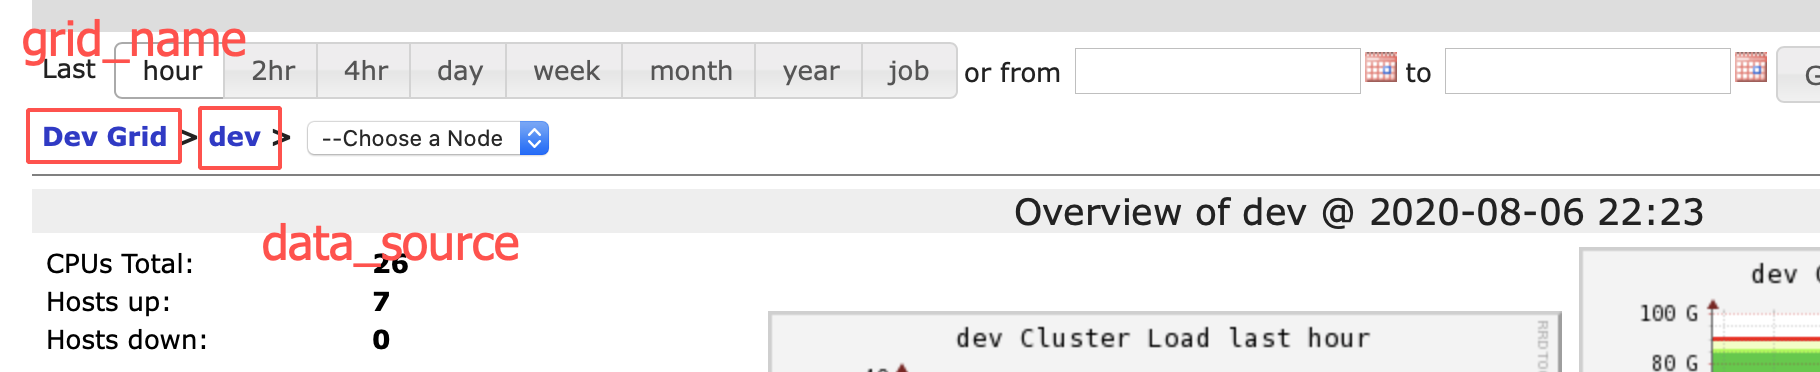 grid_name
Last hour 2hr 4hr day week month year job or from to
Dev Grid > dev > --Choose a Node
Overview of dev @ 2020-08-06 22:23
data_source
CPUs Total: 26
Hosts up: 7
Hosts down: 0
dev Cluster Load last hour
dev
100 G
80 G